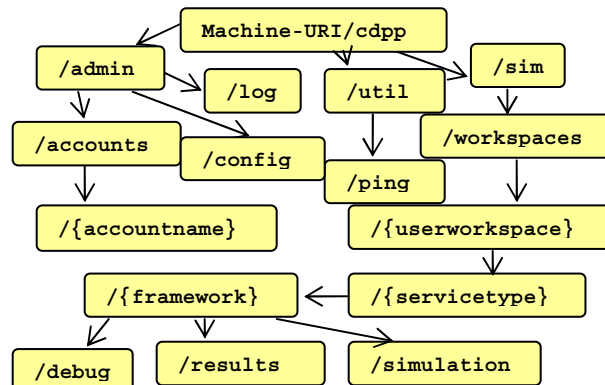 Machine-URI/cdpp
/admin
/sim
/log
/util
/accounts
/config
/workspaces
/ping
/{accountname}
/{userworkspace}
/{framework}
/{servicetype}
/debug
/results
/simulation